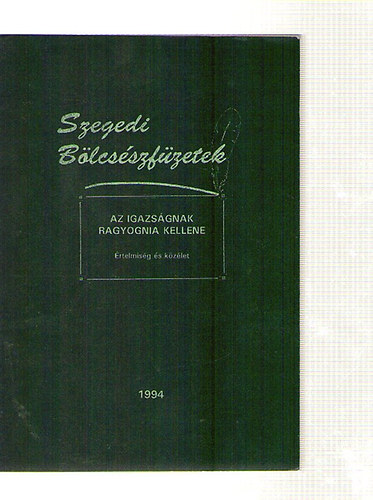 Szegedi
Bölcsészfüzetek
AZ IGAZSÁGNAK
RAGYOGNIA KELLENE
Értelmiség és közélet
1994